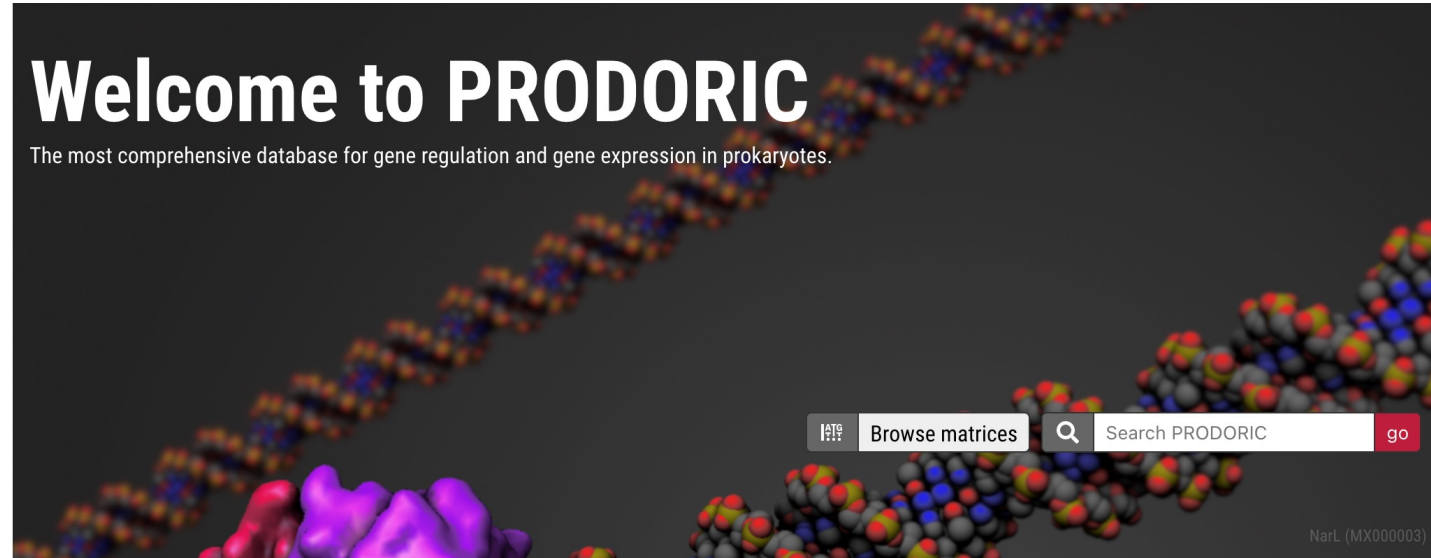 Welcome to PRODORIC
The most comprehensive database for gene regulation and gene expression in prokaryotes.
ATG
Browse matrices
Search PRODORIC
go
NarL (MX000003)